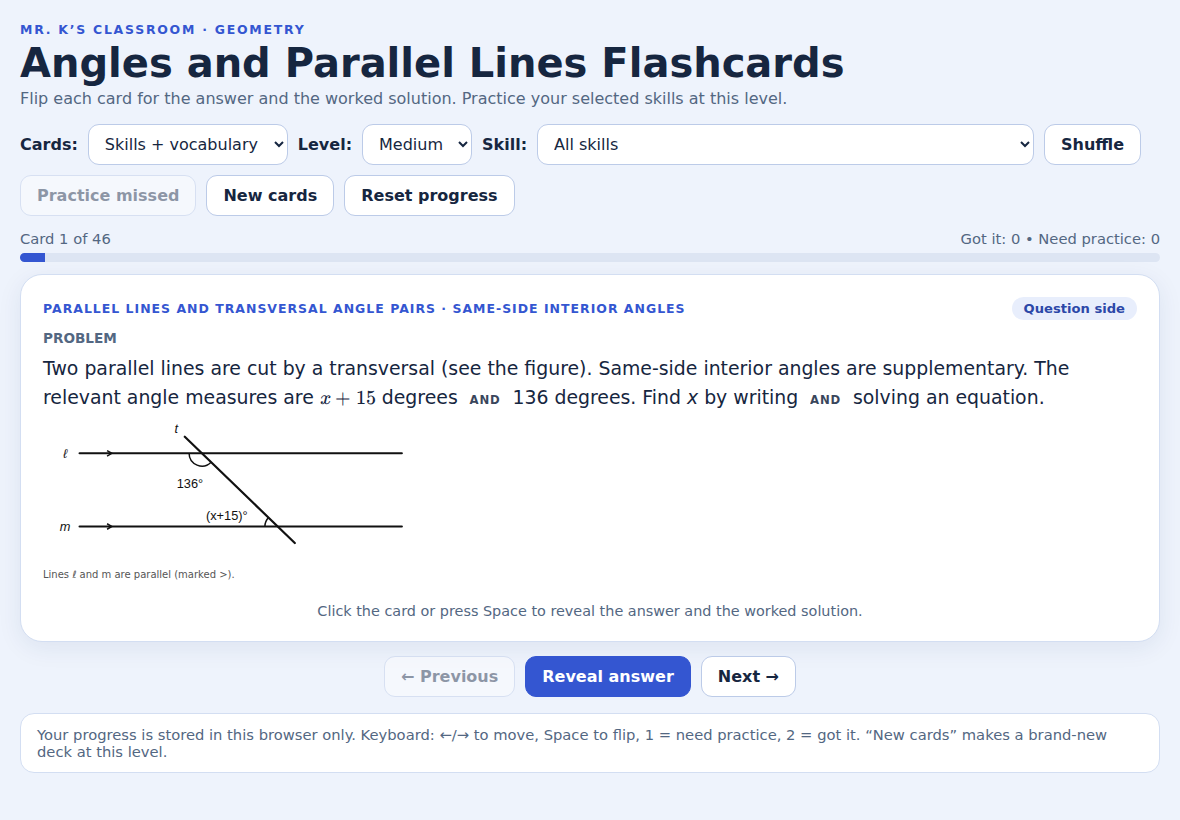 MR. K’S CLASSROOM · GEOMETRY
Angles and Parallel Lines Flashcards
Flip each card for the answer and the worked solution. Practice your selected skills at this level.
Cards: Skills + vocabulary Level: Medium Skill: All skills Shuffle
Practice missed New cards Reset progress
Card 1 of 46 Got it: 0 • Need practice: 0
PARALLEL LINES AND TRANSVERSAL ANGLE PAIRS · SAME-SIDE INTERIOR ANGLES Question side
PROBLEM
Two parallel lines are cut by a transversal (see the figure). Same-side interior angles are supplementary. The
relevant angle measures are x + 15 degrees AND 136 degrees. Find x by writing AND solving an equation.
t
ℓ
136°
(x+15)°
m
Lines ℓ and m are parallel (marked >).
Click the card or press Space to reveal the answer and the worked solution.
← Previous Reveal answer Next →
Your progress is stored in this browser only. Keyboard: ←/→ to move, Space to flip, 1 = need practice, 2 = got it. “New cards” makes a brand-new
deck at this level.